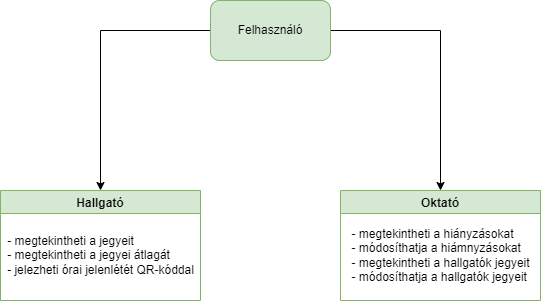 Felhasználó
Hallgató
- megtekintheti a jegyeit
- megtekintheti a jegyei átlagát
- jelezheti órai jelenlétét QR-kóddal
Oktató
- megtekintheti a hiányzásokat
- módosíthatja a hiámnyzásokat
- megtekintheti a hallgatók jegyeit
- módosíthatja a hallgatók jegyeit